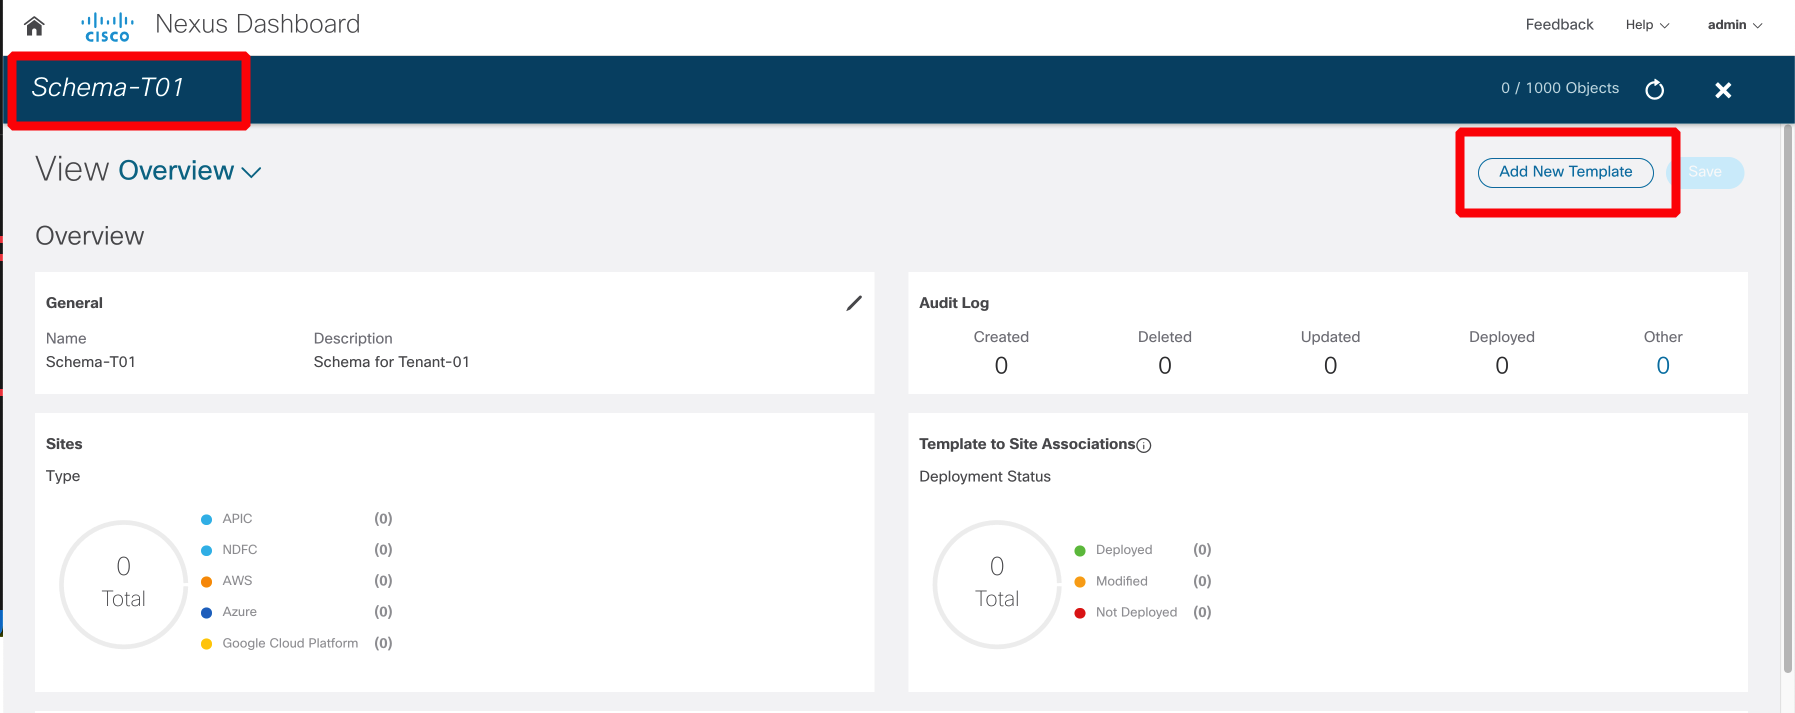 CISCO Nexus Dashboard Feedback Help admin
Schema-T01 0 / 1000 Objects
View Overview Add New Template Save
Overview
General
Name Description
Schema-T01 Schema for Tenant-01
Audit Log
Created Deleted Updated Deployed Other
0 0 0 0 0
Sites
Type
0
Total
APIC (0)
NDFC (0)
AWS (0)
Azure (0)
Google Cloud Platform (0)
Template to Site Associations
Deployment Status
0
Total
Deployed (0)
Modified (0)
Not Deployed (0)